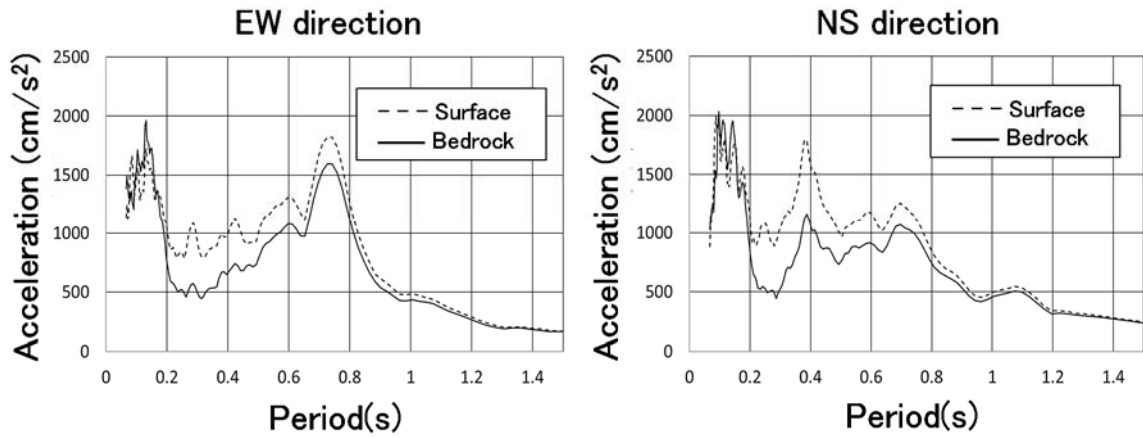 EW direction
Acceleration (cm/s²)
2500
2000
1500
1000
500
0
Surface
Bedrock
0 0.2 0.4 0.6 0.8 1 1.2 1.4
Period(s)
NS direction
Acceleration (cm/s²)
2500
2000
1500
1000
500
0
Surface
Bedrock
0 0.2 0.4 0.6 0.8 1 1.2 1.4
Period(s)